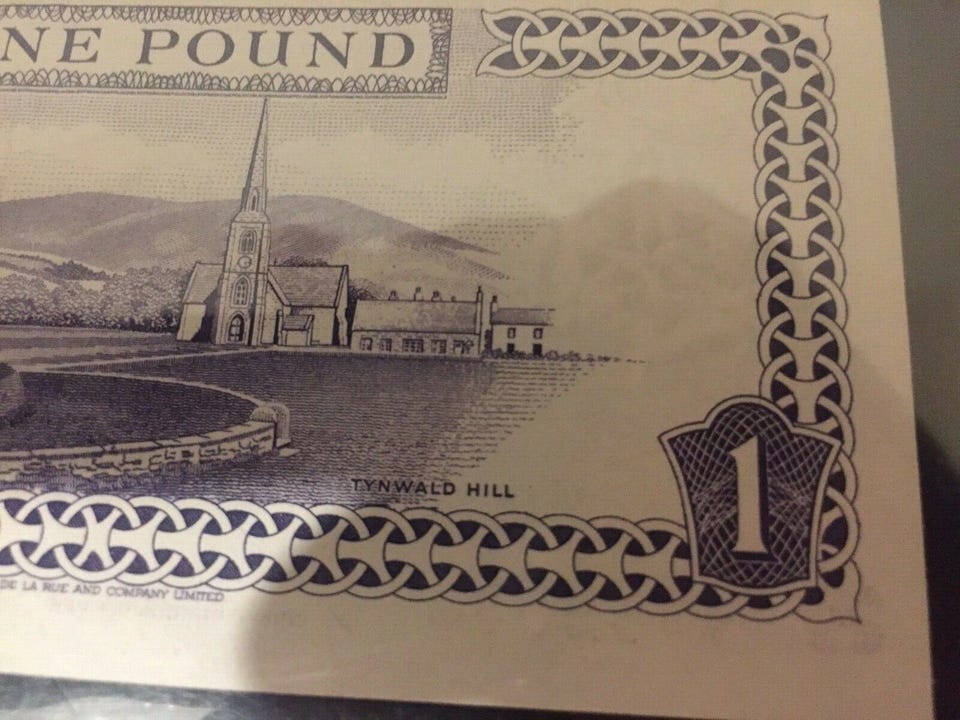 NE POUND
TYNWALD HILL
1
DE LA RUE AND COMPANY LIMITED